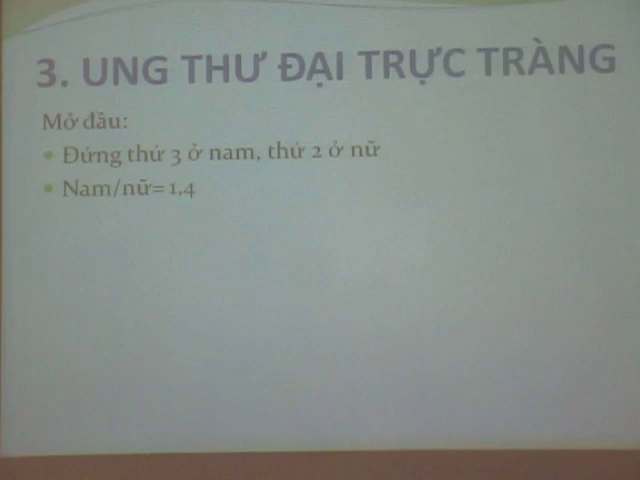 3. UNG THƯ ĐẠI TRỰC TRÀNG
Mở đầu:
• Đứng thứ 3 ở nam, thứ 2 ở nữ
• Nam/nữ= 1,4